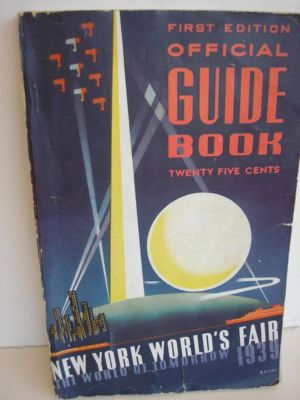 FIRST EDITION
OFFICIAL
GUIDE
BOOK
TWENTY FIVE CENTS
NEW YORK WORLD'S FAIR
THE WORLD OF TOMORROW 1939